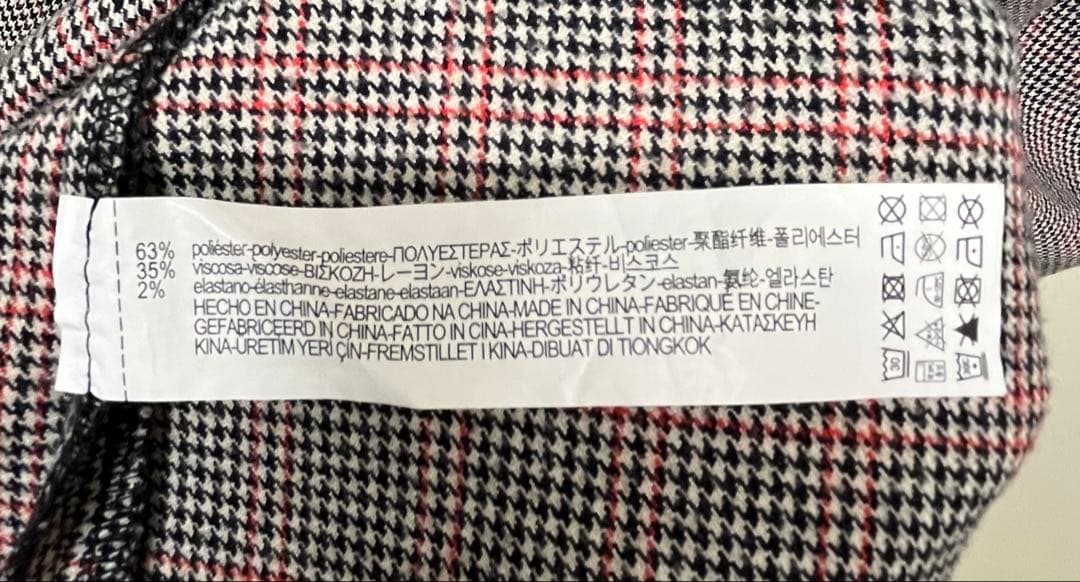 63% poliéster-polyester-poliestere-ΠΟΛΥΕΣΤΕΡΑΣ-ポリエステル-poliester-聚酯纤维-폴리에스터
35% viscosa-viscose-ΒΙΣΚΟΖΗ-レーヨン-viskose-viskoza-粘纤-비스코스
2% elastano-élasthanne-elastane-elastaan-ΕΛΑΣΤΙΝΗ-ポリウレタン-elastan-氨纶-엘라스탄
HECHO EN CHINA-FABRICADO NA CHINA-MADE IN CHINA-FABRIQUÉ EN CHINE-
GEFABRICEERD IN CHINA-FATTO IN CINA-HERGESTELLT IN CHINA-ΚΑΤΑΣΚΕΥΗ
ΚΙΝΑ-URETIM YERİ ÇİN-FREMSTILLET I KINA-DIBUAT DI TIONGKOK
30